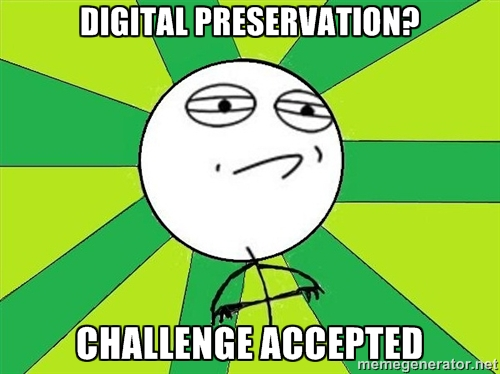 DIGITAL PRESERVATION?
CHALLENGE ACCEPTED
memegenerator.net